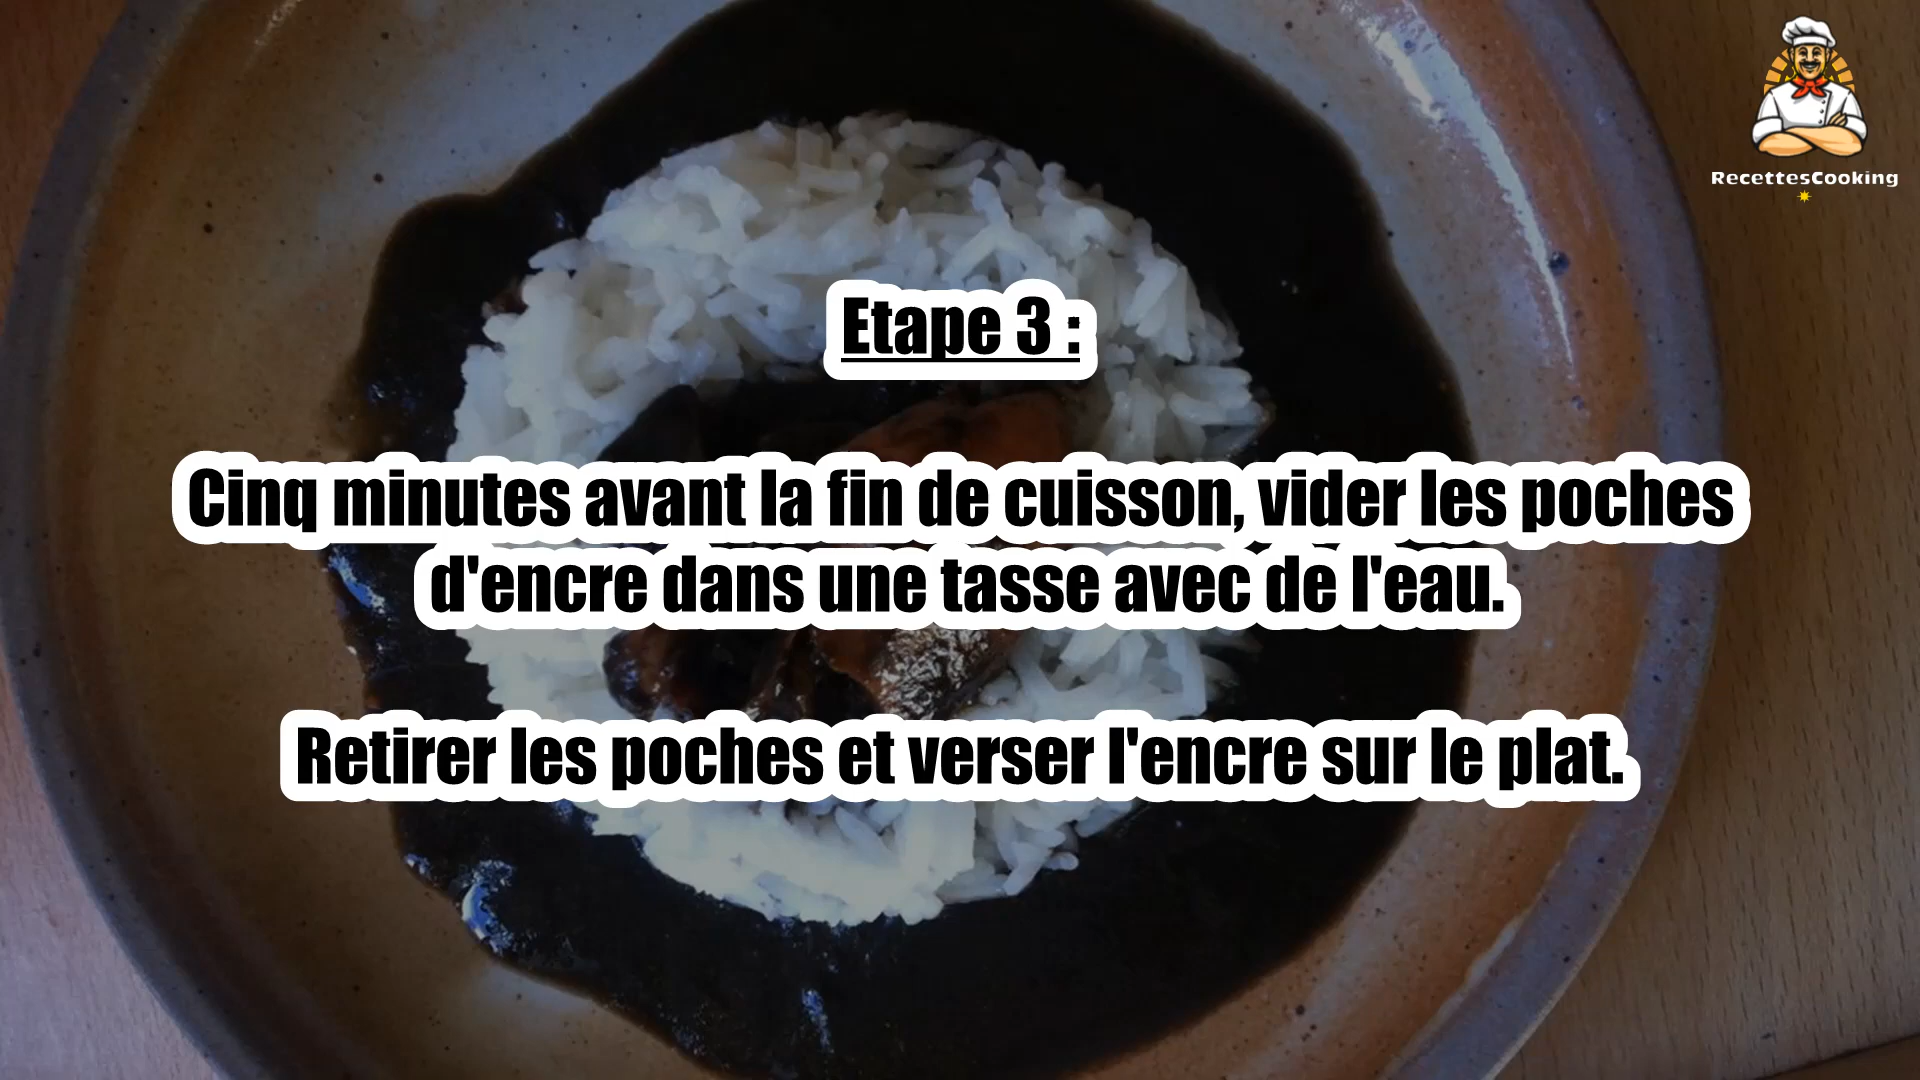 RecettesCooking
Etape 3 :
Cinq minutes avant la fin de cuisson, vider les poches
d'encre dans une tasse avec de l'eau.
Retirer les poches et verser l'encre sur le plat.